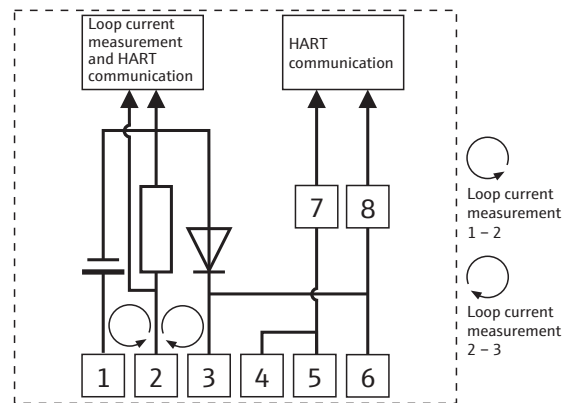 Loop current
measurement
and HART
communication
HART
communication
7
8
Loop current
measurement
1 – 2
Loop current
measurement
2 – 3
1
2
3
4
5
6